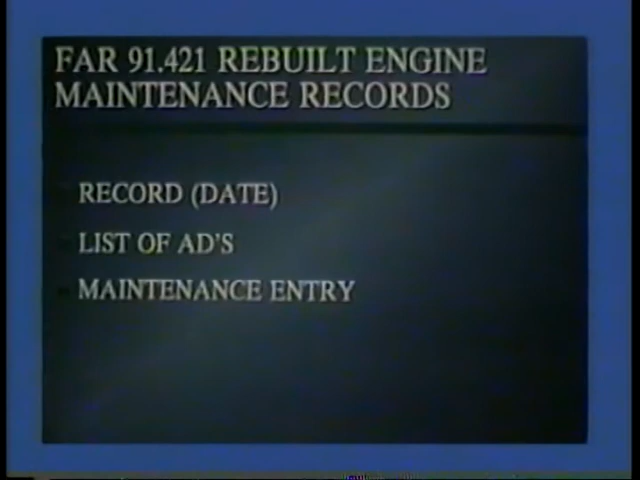 FAR 91.421 REBUILT ENGINE
MAINTENANCE RECORDS
RECORD (DATE)
LIST OF AD'S
MAINTENANCE ENTRY